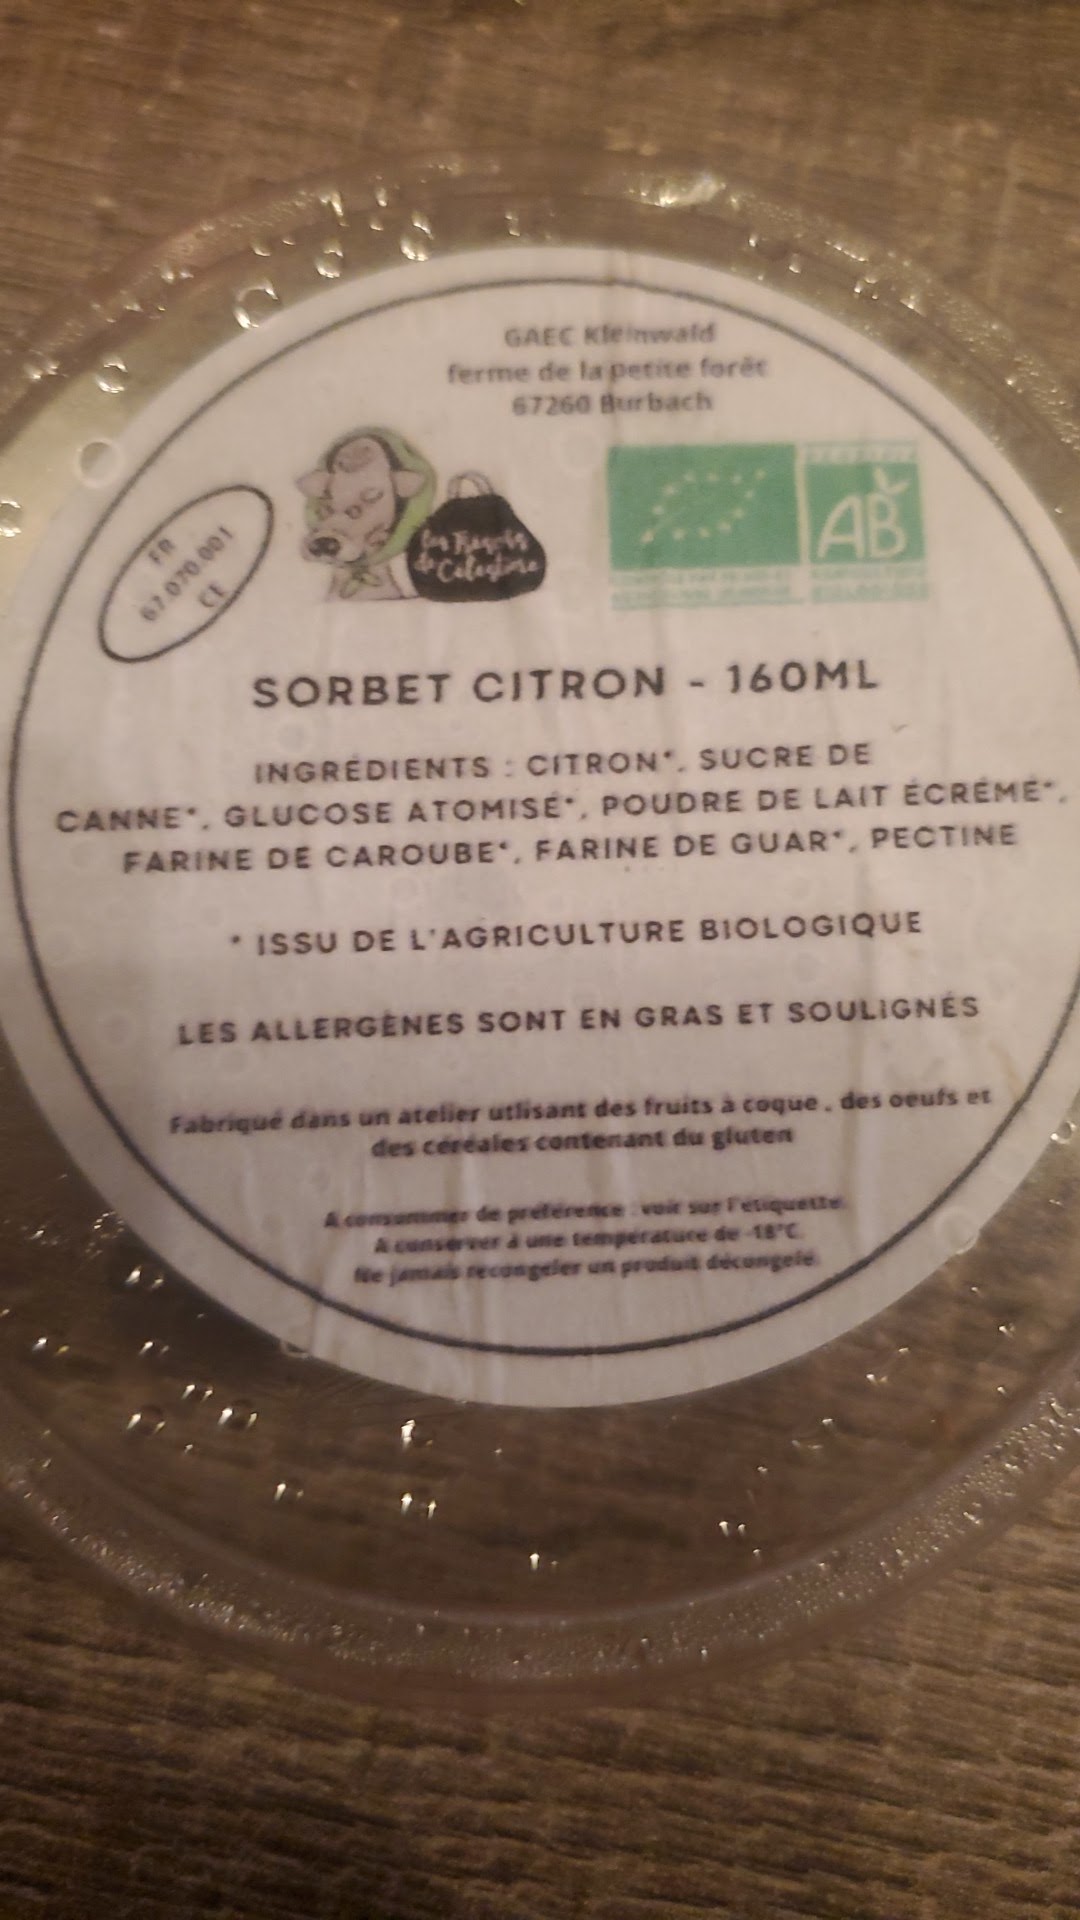 GAEC Kleinwald
ferme de la petite forêt
67260 Burbach
FR
67.070.001
CE
de Célestine
AB
SORBET CITRON - 160ML
INGRÉDIENTS : CITRON*, SUCRE DE
CANNE*, GLUCOSE ATOMISÉ*, POUDRE DE LAIT ÉCRÉMÉ*,
FARINE DE CAROUBE*, FARINE DE GUAR*, PECTINE
* ISSU DE L'AGRICULTURE BIOLOGIQUE
LES ALLERGÈNES SONT EN GRAS ET SOULIGNÉS
Fabriqué dans un atelier utlisant des fruits à coque , des oeufs et
des céréales contenant du gluten
A consommer de préférence : voir sur l'étiquette.
A conserver à une température de -18°C.
Ne jamais recongeler un produit décongelé.